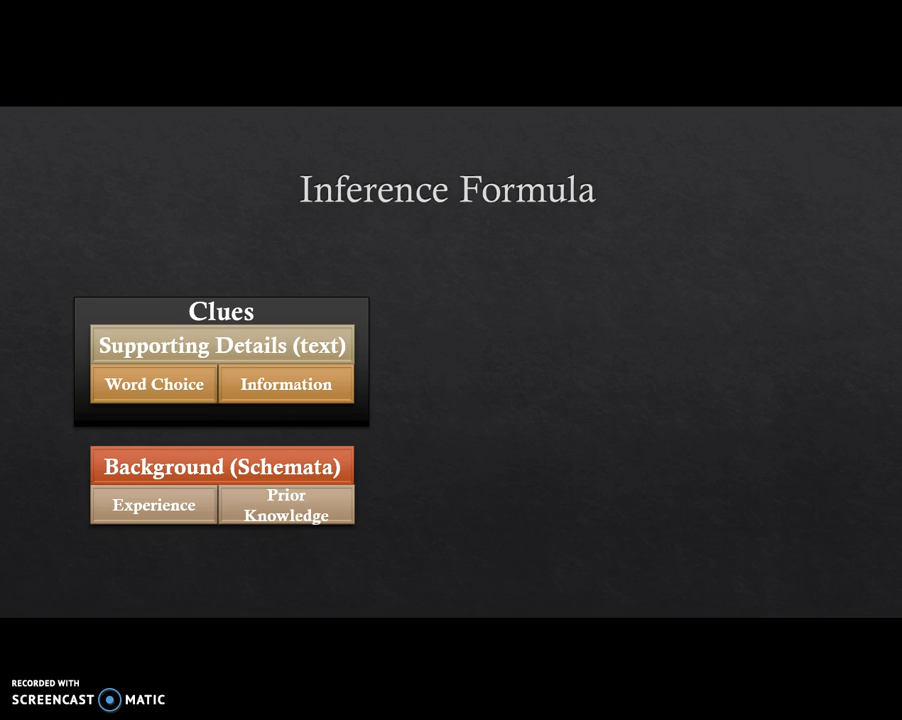 Inference Formula
Clues
Supporting Details (text)
Word Choice
Information
Background (Schemata)
Experience
Prior
Knowledge
RECORDED WITH
SCREENCAST MATIC